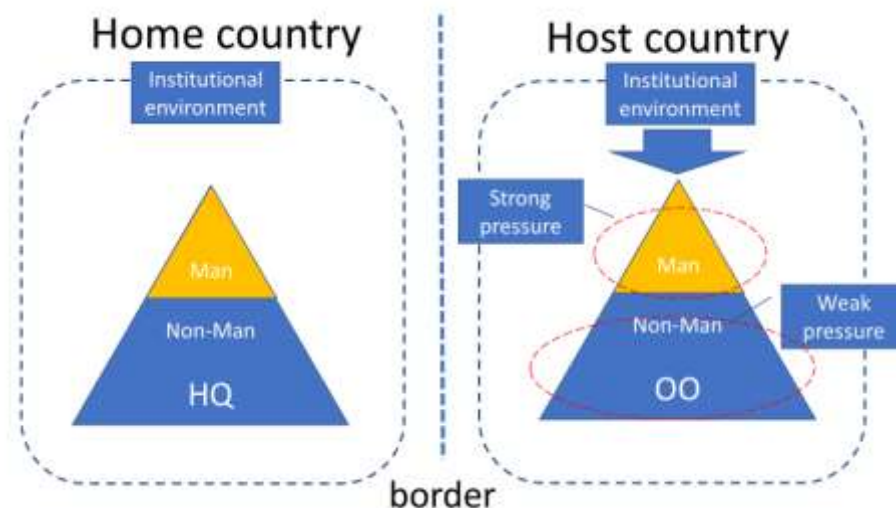 Home country
Institutional
environment
Man
Non-Man
HQ
Host country
Institutional
environment
Strong
pressure
Man
Weak
pressure
Non-Man
OO
border